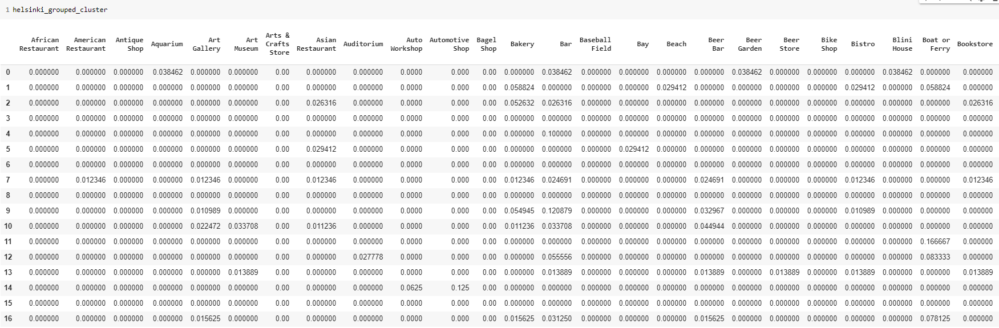 1 helsinki_grouped_cluster
African Restaurant American Restaurant Antique Shop Aquarium Art Gallery Art Museum Arts & Crafts Store Asian Restaurant Auditorium Auto Workshop Automotive Shop Bagel Shop Bakery Bar Baseball Field Bay Beach Beer Bar Beer Garden Beer Store Bike Shop Bistro Blini House Boat or Ferry Bookstore
0 0.000000 0.000000 0.000000 0.038462 0.000000 0.000000 0.00 0.000000 0.000000 0.0000 0.000 0.00 0.000000 0.038462 0.000000 0.000000 0.000000 0.000000 0.038462 0.000000 0.000000 0.000000 0.038462 0.000000 0.000000
1 0.000000 0.000000 0.000000 0.000000 0.000000 0.000000 0.00 0.000000 0.000000 0.0000 0.000 0.00 0.058824 0.000000 0.000000 0.000000 0.029412 0.000000 0.000000 0.000000 0.000000 0.029412 0.000000 0.058824 0.000000
2 0.000000 0.000000 0.000000 0.000000 0.000000 0.000000 0.00 0.026316 0.000000 0.0000 0.000 0.00 0.052632 0.026316 0.000000 0.000000 0.000000 0.000000 0.000000 0.000000 0.000000 0.000000 0.000000 0.000000 0.026316
3 0.000000 0.000000 0.000000 0.000000 0.000000 0.000000 0.00 0.000000 0.000000 0.0000 0.000 0.00 0.000000 0.000000 0.000000 0.000000 0.000000 0.000000 0.000000 0.000000 0.000000 0.000000 0.000000 0.000000 0.000000
4 0.000000 0.000000 0.000000 0.000000 0.000000 0.000000 0.00 0.000000 0.000000 0.0000 0.000 0.00 0.000000 0.100000 0.000000 0.000000 0.000000 0.000000 0.000000 0.000000 0.000000 0.000000 0.000000 0.000000 0.000000
5 0.000000 0.000000 0.000000 0.000000 0.000000 0.000000 0.00 0.029412 0.000000 0.0000 0.000 0.00 0.000000 0.000000 0.000000 0.029412 0.000000 0.000000 0.000000 0.000000 0.000000 0.000000 0.000000 0.000000 0.000000
6 0.000000 0.000000 0.000000 0.000000 0.000000 0.000000 0.00 0.000000 0.000000 0.0000 0.000 0.00 0.000000 0.000000 0.000000 0.000000 0.000000 0.000000 0.000000 0.000000 0.000000 0.000000 0.000000 0.000000 0.000000
7 0.000000 0.012346 0.000000 0.000000 0.012346 0.000000 0.00 0.012346 0.000000 0.0000 0.000 0.00 0.012346 0.024691 0.000000 0.000000 0.000000 0.024691 0.000000 0.000000 0.000000 0.012346 0.000000 0.000000 0.012346
8 0.000000 0.000000 0.000000 0.000000 0.000000 0.000000 0.00 0.000000 0.000000 0.0000 0.000 0.00 0.000000 0.000000 0.000000 0.000000 0.000000 0.000000 0.000000 0.000000 0.000000 0.000000 0.000000 0.000000 0.000000
9 0.000000 0.000000 0.000000 0.000000 0.010989 0.000000 0.00 0.000000 0.000000 0.0000 0.000 0.00 0.054945 0.120879 0.000000 0.000000 0.000000 0.032967 0.000000 0.000000 0.000000 0.010989 0.000000 0.000000 0.000000
10 0.000000 0.000000 0.000000 0.000000 0.022472 0.033708 0.00 0.011236 0.000000 0.0000 0.000 0.00 0.011236 0.033708 0.000000 0.000000 0.000000 0.044944 0.000000 0.000000 0.000000 0.000000 0.000000 0.000000 0.000000
11 0.000000 0.000000 0.000000 0.000000 0.000000 0.000000 0.00 0.000000 0.000000 0.0000 0.000 0.00 0.000000 0.000000 0.000000 0.000000 0.000000 0.000000 0.000000 0.000000 0.000000 0.000000 0.000000 0.166667 0.000000
12 0.000000 0.000000 0.000000 0.000000 0.000000 0.000000 0.00 0.000000 0.027778 0.0000 0.000 0.00 0.000000 0.055556 0.000000 0.000000 0.000000 0.000000 0.000000 0.000000 0.000000 0.000000 0.000000 0.083333 0.000000
13 0.000000 0.000000 0.000000 0.000000 0.000000 0.013889 0.00 0.000000 0.000000 0.0000 0.000 0.00 0.000000 0.013889 0.000000 0.000000 0.000000 0.013889 0.000000 0.013889 0.000000 0.013889 0.000000 0.000000 0.013889
14 0.000000 0.000000 0.000000 0.000000 0.000000 0.000000 0.00 0.000000 0.000000 0.0625 0.125 0.00 0.000000 0.000000 0.000000 0.000000 0.000000 0.000000 0.000000 0.000000 0.000000 0.000000 0.000000 0.000000 0.000000
15 0.000000 0.000000 0.000000 0.000000 0.000000 0.000000 0.00 0.000000 0.000000 0.0000 0.000 0.00 0.000000 0.000000 0.000000 0.000000 0.000000 0.000000 0.000000 0.000000 0.000000 0.000000 0.000000 0.000000 0.000000
16 0.000000 0.000000 0.000000 0.000000 0.015625 0.000000 0.00 0.000000 0.000000 0.0000 0.000 0.00 0.015625 0.031250 0.000000 0.000000 0.000000 0.015625 0.000000 0.000000 0.000000 0.000000 0.000000 0.078125 0.000000